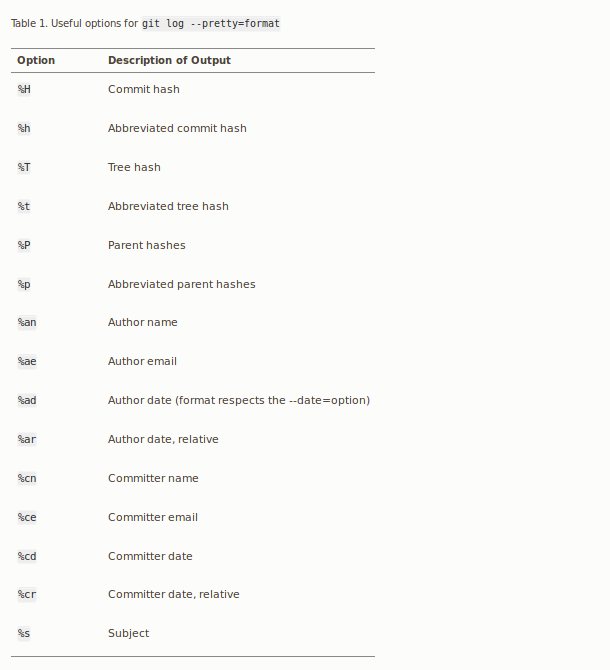 Table 1. Useful options for git log --pretty=format
Option Description of Output
%H Commit hash
%h Abbreviated commit hash
%T Tree hash
%t Abbreviated tree hash
%P Parent hashes
%p Abbreviated parent hashes
%an Author name
%ae Author email
%ad Author date (format respects the --date=option)
%ar Author date, relative
%cn Committer name
%ce Committer email
%cd Committer date
%cr Committer date, relative
%s Subject